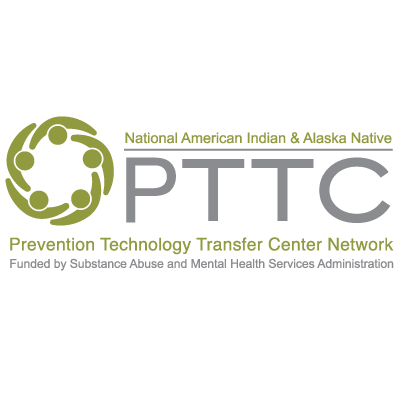 National American Indian & Alaska Native
PTTC
Prevention Technology Transfer Center Network
Funded by Substance Abuse and Mental Health Services Administration